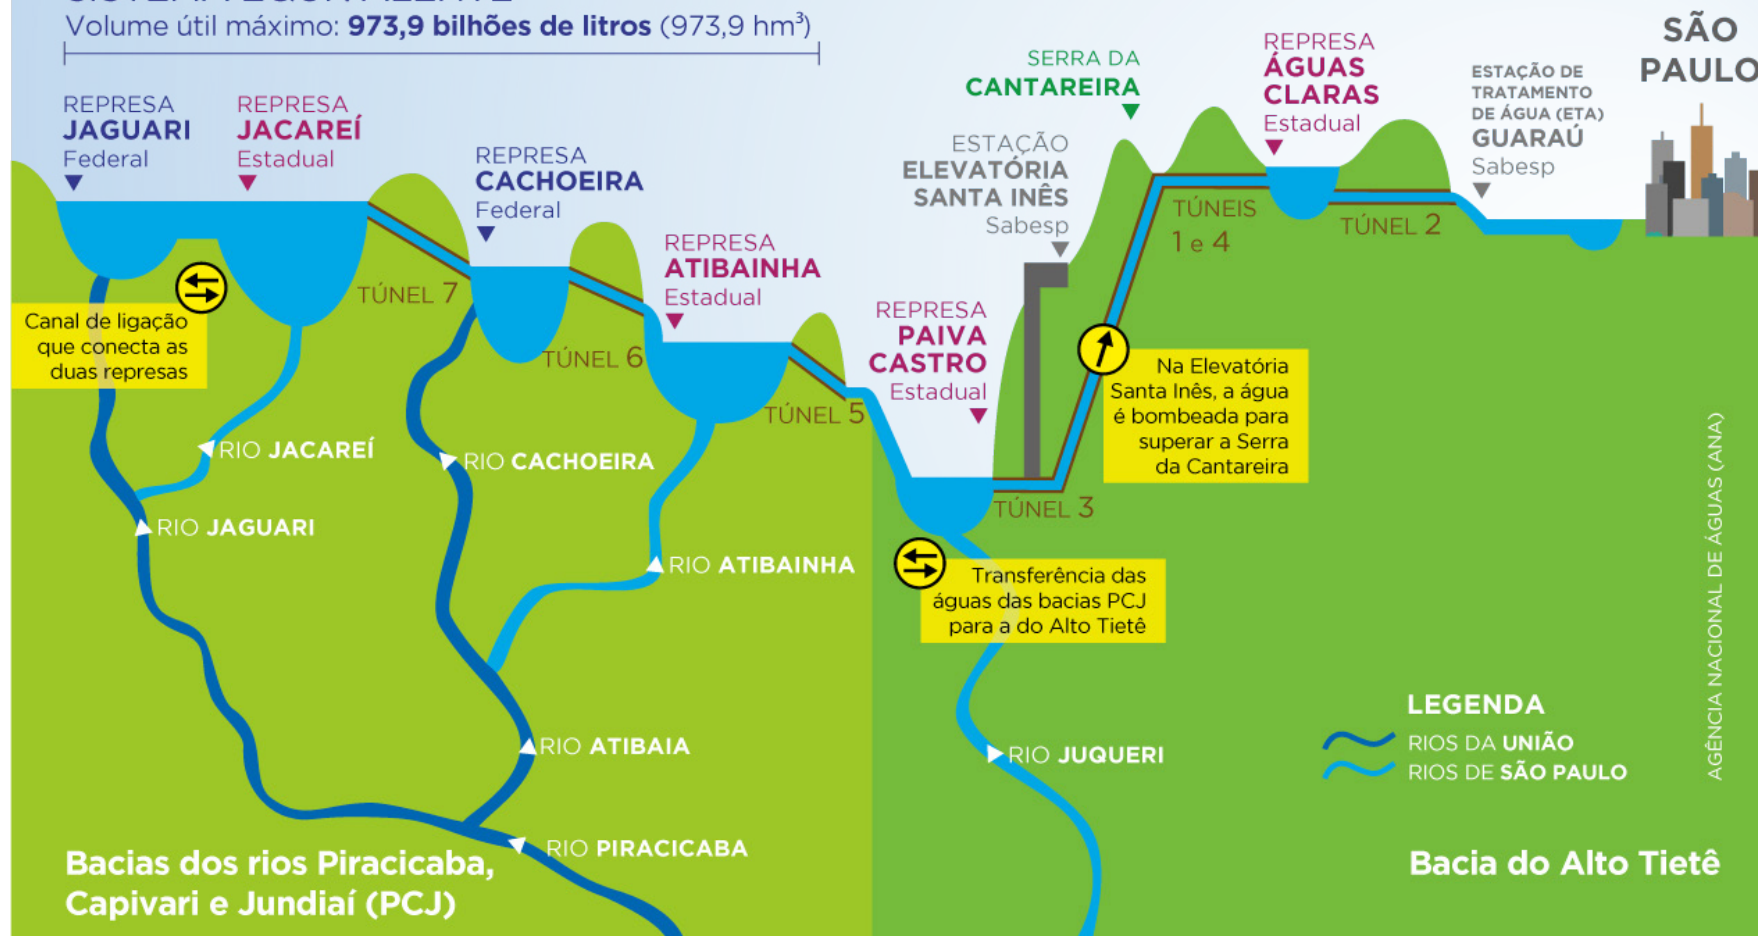 Volume útil máximo: 973,9 bilhões de litros (973,9 hm³)
REPRESA
JAGUARI
Federal
REPRESA
JACAREÍ
Estadual
REPRESA
CACHOEIRA
Federal
REPRESA
ATIBAINHA
Estadual
SERRA DA
CANTAREIRA
ESTAÇÃO
ELEVATÓRIA
SANTA INÊS
Sabesp
REPRESA
PAIVA
CASTRO
Estadual
REPRESA
ÁGUAS
CLARAS
Estadual
ESTAÇÃO DE
TRATAMENTO
DE ÁGUA (ETA)
GUARAÚ
Sabesp
SÃO
PAULO
TÚNEL 7
TÚNEL 6
TÚNEL 5
TÚNEL 3
TÚNEIS
1 e 4
TÚNEL 2
Canal de ligação
que conecta as
duas represas
Na Elevatória
Santa Inês, a água
é bombeada para
superar a Serra
da Cantareira
Transferência das
águas das bacias PCJ
para a do Alto Tietê
RIO JACAREÍ
RIO JAGUARI
RIO CACHOEIRA
RIO ATIBAINHA
RIO ATIBAIA
RIO PIRACICABA
RIO JUQUERI
LEGENDA
RIOS DA UNIÃO
RIOS DE SÃO PAULO
AGÊNCIA NACIONAL DE ÁGUAS (ANA)
Bacias dos rios Piracicaba,
Capivari e Jundiaí (PCJ)
Bacia do Alto Tietê